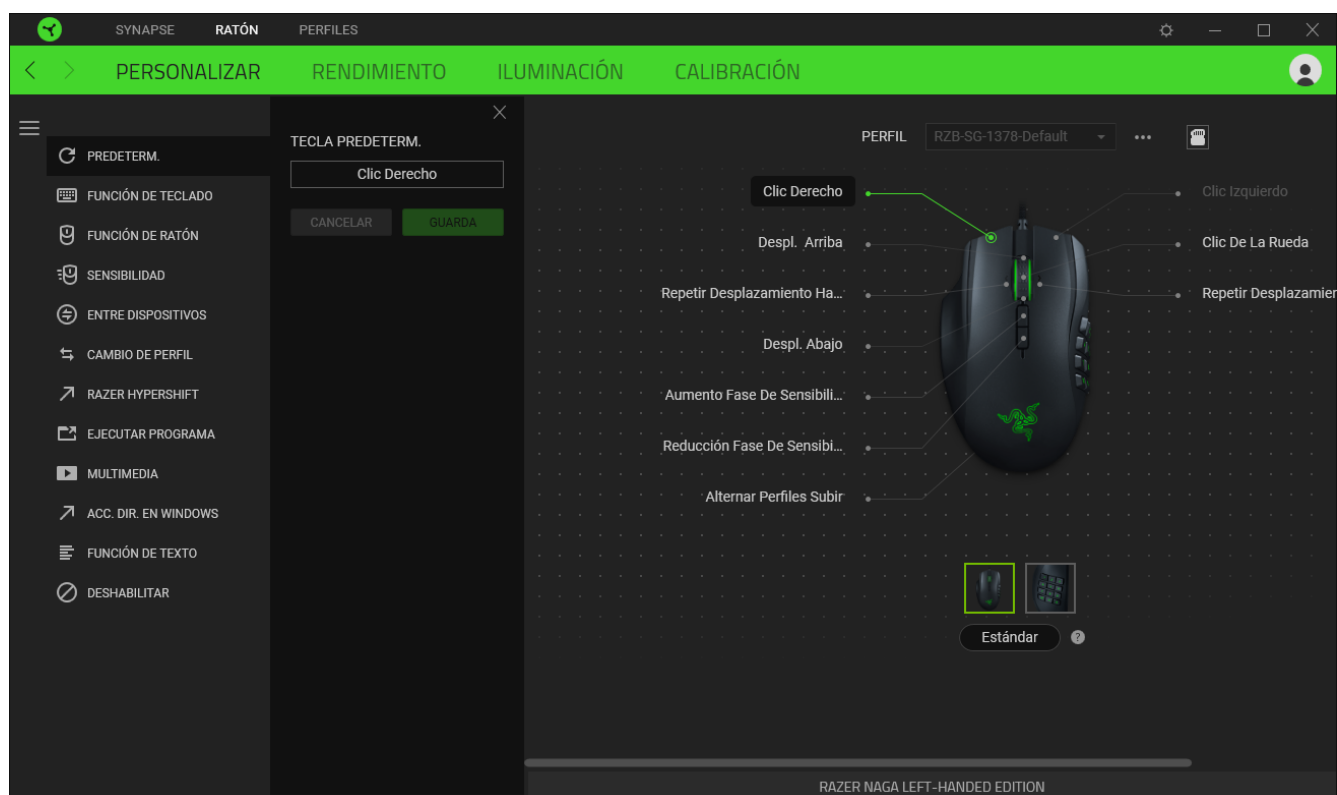 SYNAPSE RATÓN PERFILES
PERSONALIZAR RENDIMIENTO ILUMINACIÓN CALIBRACIÓN
PREDETERM.
FUNCIÓN DE TECLADO
FUNCIÓN DE RATÓN
SENSIBILIDAD
ENTRE DISPOSITIVOS
CAMBIO DE PERFIL
RAZER HYPERSHIFT
EJECUTAR PROGRAMA
MULTIMEDIA
ACC. DIR. EN WINDOWS
FUNCIÓN DE TEXTO
DESHABILITAR
TECLA PREDETERM.
Clic Derecho
CANCELAR GUARDA
PERFIL RZB-SG-1378-Default
Clic Derecho
Despl. Arriba
Repetir Desplazamiento Ha...
Despl. Abajo
Aumento Fase De Sensibili...
Reducción Fase De Sensibi...
Alternar Perfiles Subir
Clic Izquierdo
Clic De La Rueda
Repetir Desplazamier
Estándar ?
RAZER NAGA LEFT-HANDED EDITION